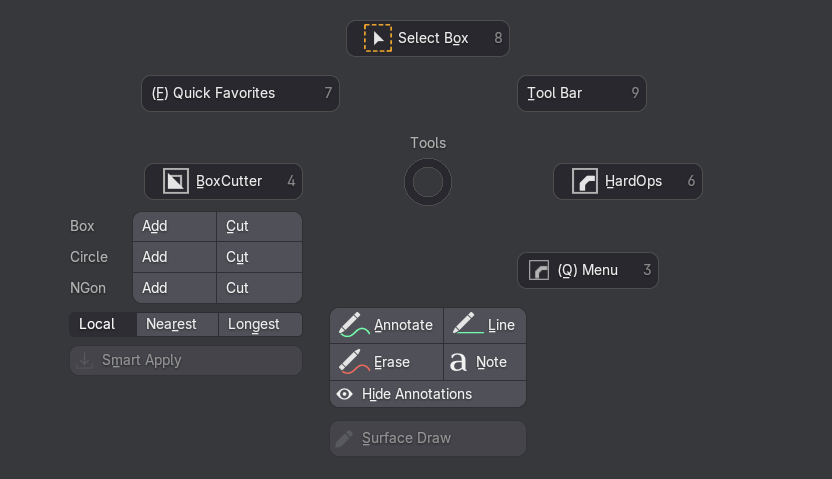 Select Box 8
(F) Quick Favorites 7
Tool Bar 9
Tools
BoxCutter 4
HardOps 6
Box Add Cut
Circle Add Cut
NGon Add Cut
(Q) Menu 3
Local Nearest Longest
Smart Apply
Annotate Line
Erase a Note
Hide Annotations
Surface Draw